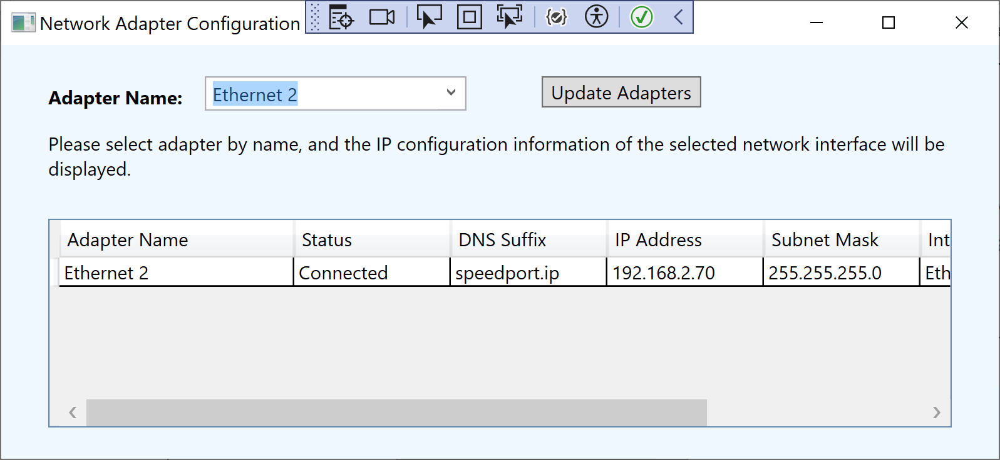 Network Adapter Configuration
Adapter Name:
Ethernet 2
Update Adapters
Please select adapter by name, and the IP configuration information of the selected network interface will be
displayed.
Adapter Name Status DNS Suffix IP Address Subnet Mask Int
Ethernet 2 Connected speedport.ip 192.168.2.70 255.255.255.0 Eth